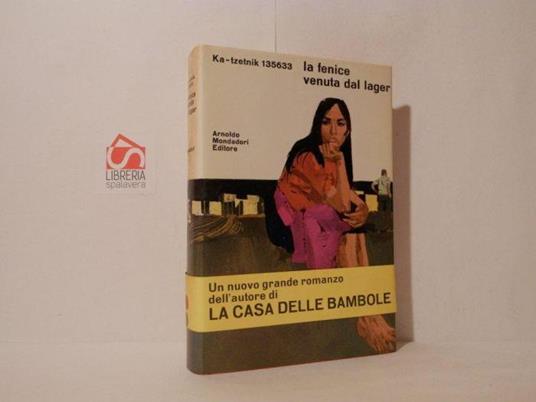 Ka-tzetnik 135633
la fenice
venuta dal lager
Arnoldo
Mondadori
Editore
LIBRERIA
spalavera
Un nuovo grande romanzo
dell'autore di
LA CASA DELLE BAMBOLE